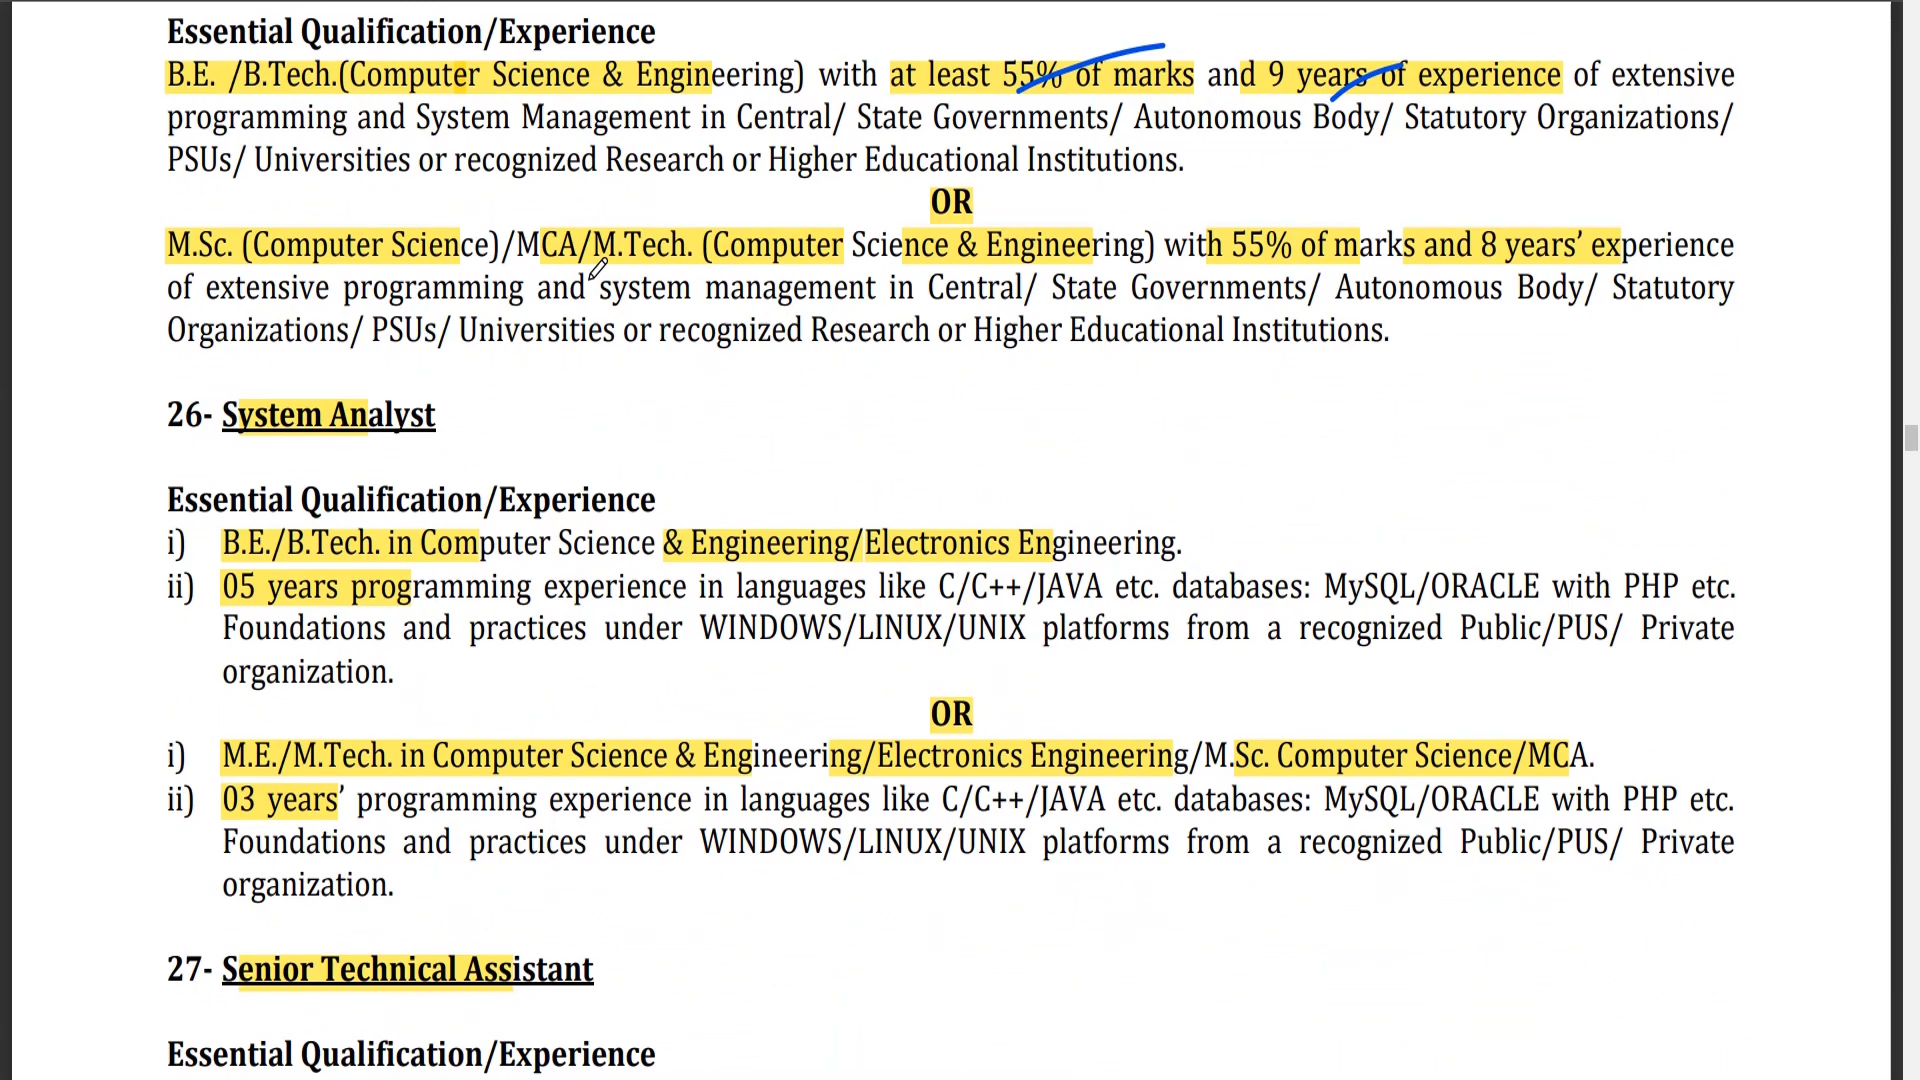 Essential Qualification/Experience
B.E. /B.Tech.(Computer Science & Engineering) with at least 55% of marks and 9 years of experience of extensive
programming and System Management in Central/ State Governments/ Autonomous Body/ Statutory Organizations/
PSUs/ Universities or recognized Research or Higher Educational Institutions.
OR
M.Sc. (Computer Science)/MCA/M.Tech. (Computer Science & Engineering) with 55% of marks and 8 years’ experience
of extensive programming and system management in Central/ State Governments/ Autonomous Body/ Statutory
Organizations/ PSUs/ Universities or recognized Research or Higher Educational Institutions.
26- System Analyst
Essential Qualification/Experience
i) B.E./B.Tech. in Computer Science & Engineering/Electronics Engineering.
ii) 05 years programming experience in languages like C/C++/JAVA etc. databases: MySQL/ORACLE with PHP etc.
Foundations and practices under WINDOWS/LINUX/UNIX platforms from a recognized Public/PUS/ Private
organization.
OR
i) M.E./M.Tech. in Computer Science & Engineering/Electronics Engineering/M.Sc. Computer Science/MCA.
ii) 03 years’ programming experience in languages like C/C++/JAVA etc. databases: MySQL/ORACLE with PHP etc.
Foundations and practices under WINDOWS/LINUX/UNIX platforms from a recognized Public/PUS/ Private
organization.
27- Senior Technical Assistant
Essential Qualification/Experience